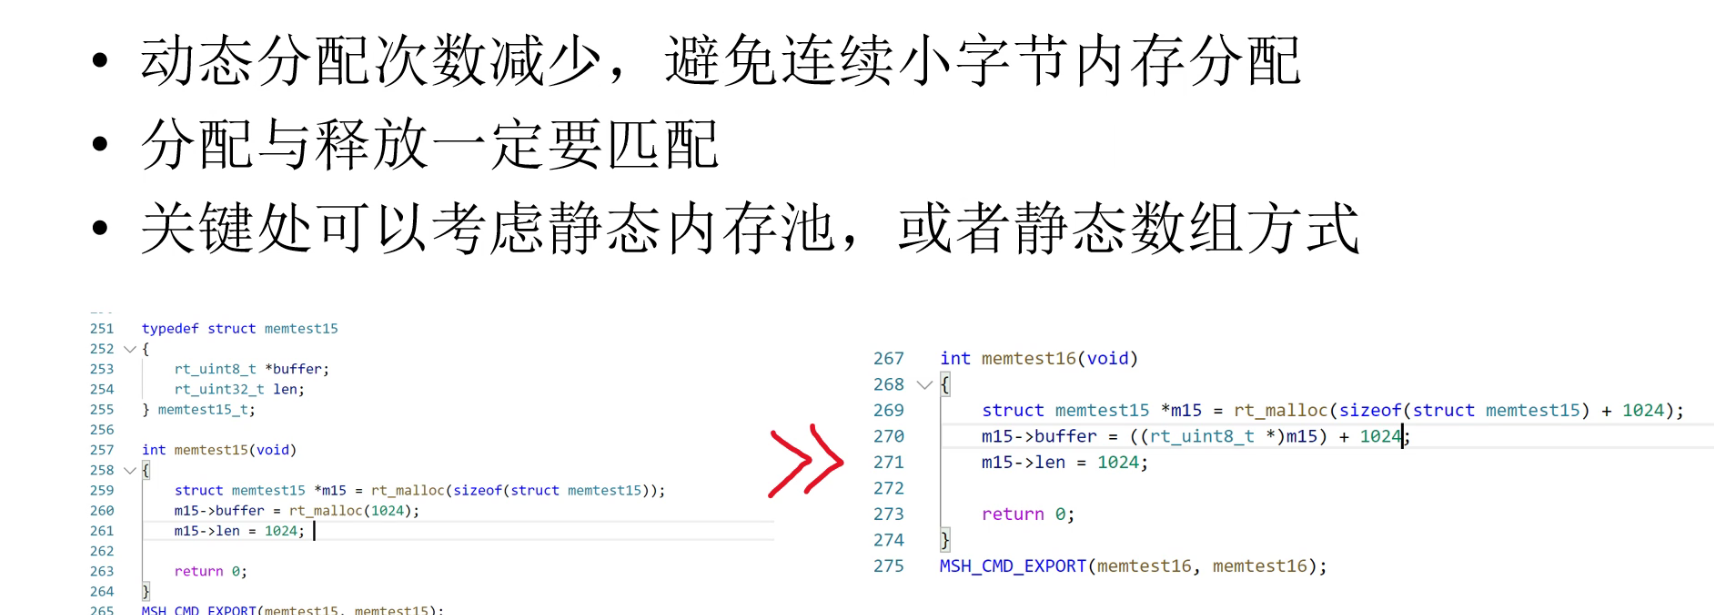 • 动态分配次数减少，避免连续小字节内存分配
• 分配与释放一定要匹配
• 关键处可以考虑静态内存池，或者静态数组方式
251 typedef struct memtest15
252 {
253 rt_uint8_t *buffer;
254 rt_uint32_t len;
255 } memtest15_t;
256
257 int memtest15(void)
258 {
259 struct memtest15 *m15 = rt_malloc(sizeof(struct memtest15));
260 m15->buffer = rt_malloc(1024);
261 m15->len = 1024;
262
263 return 0;
264 }
265 MSH_CMD_EXPORT(memtest15, memtest15);
267 int memtest16(void)
268 {
269 struct memtest15 *m15 = rt_malloc(sizeof(struct memtest15) + 1024);
270 m15->buffer = ((rt_uint8_t *)m15) + 1024;
271 m15->len = 1024;
272
273 return 0;
274 }
275 MSH_CMD_EXPORT(memtest16, memtest16);